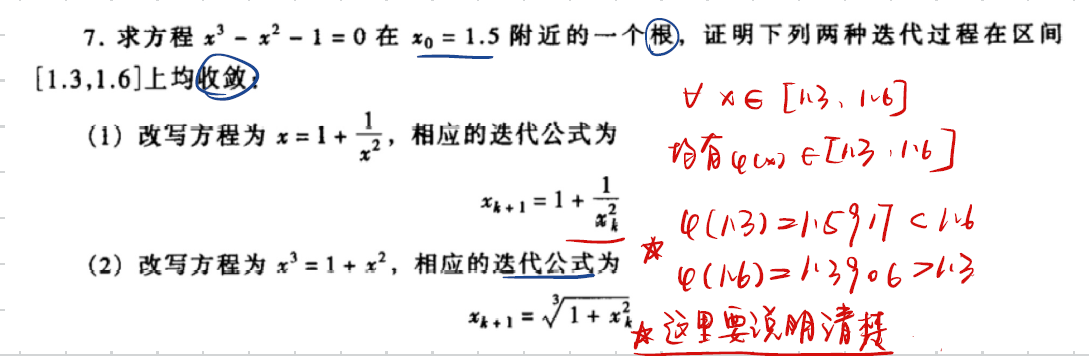 7. 求方程 x³ - x² - 1 = 0 在 x₀ = 1.5 附近的一个根，证明下列两种迭代过程在区间
[1.3,1.6]上均收敛：
∀ x ∈ [1.3, 1.6]
(1) 改写方程为 x = 1 + 1/x²，相应的迭代公式为
均有 φ(x) ∈ [1.3, 1.6]
xₖ₊₁ = 1 + 1/xₖ²
φ(1.3) = 1.5917 < 1.6
(2) 改写方程为 x³ = 1 + x²，相应的迭代公式为
φ(1.6) = 1.3906 > 1.3
xₖ₊₁ = ∛(1 + xₖ²)
这里要说明清楚